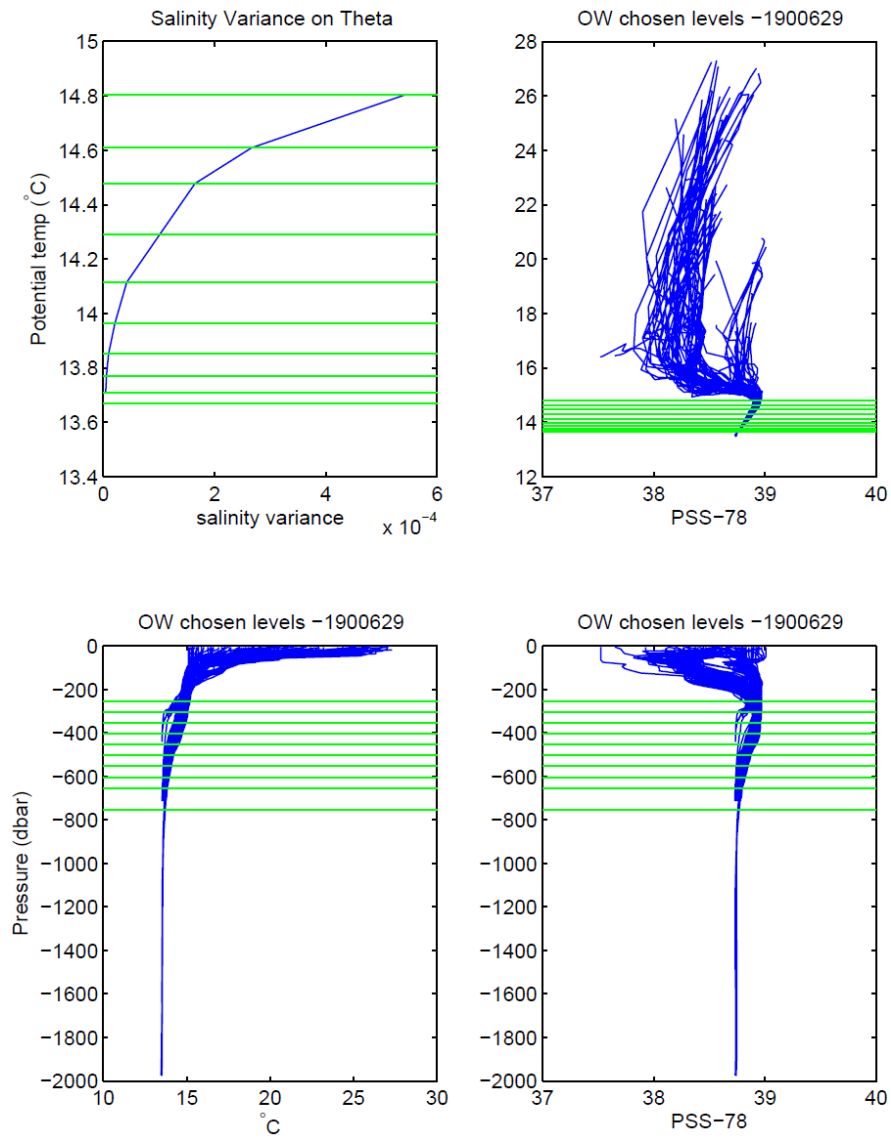 Salinity Variance on Theta
15
14.8
14.6
14.4
14.2
14
13.8
13.6
13.4
Potential temp (°C)
0 2 4 6
salinity variance
x 10−4
OW chosen levels −1900629
28
26
24
22
20
18
16
14
12
37 38 39 40
PSS−78
OW chosen levels −1900629
0
−200
−400
−600
−800
−1000
−1200
−1400
−1600
−1800
−2000
Pressure (dbar)
10 15 20 25 30
°C
OW chosen levels −1900629
0
−200
−400
−600
−800
−1000
−1200
−1400
−1600
−1800
−2000
37 38 39 40
PSS−78